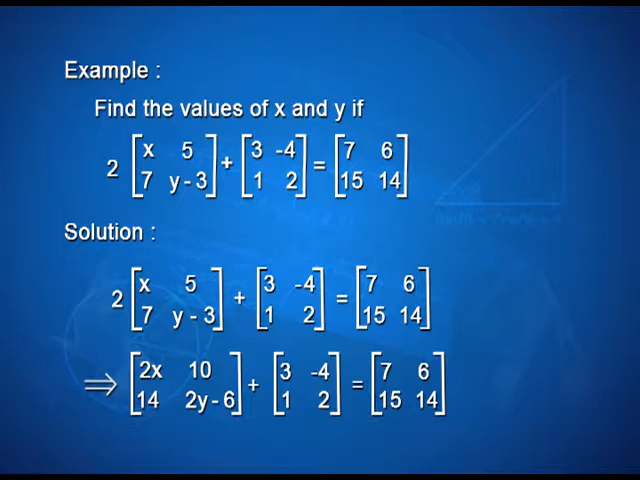 Example :
Find the values of x and y if
2 [x 5] + [3 -4] = [7 6]
[7 y - 3] [1 2] [15 14]
Solution :
2 [x 5] + [3 -4] = [7 6]
[7 y - 3] [1 2] [15 14]
⟹ [2x 10] + [3 -4] = [7 6]
[14 2y - 6] [1 2] [15 14]